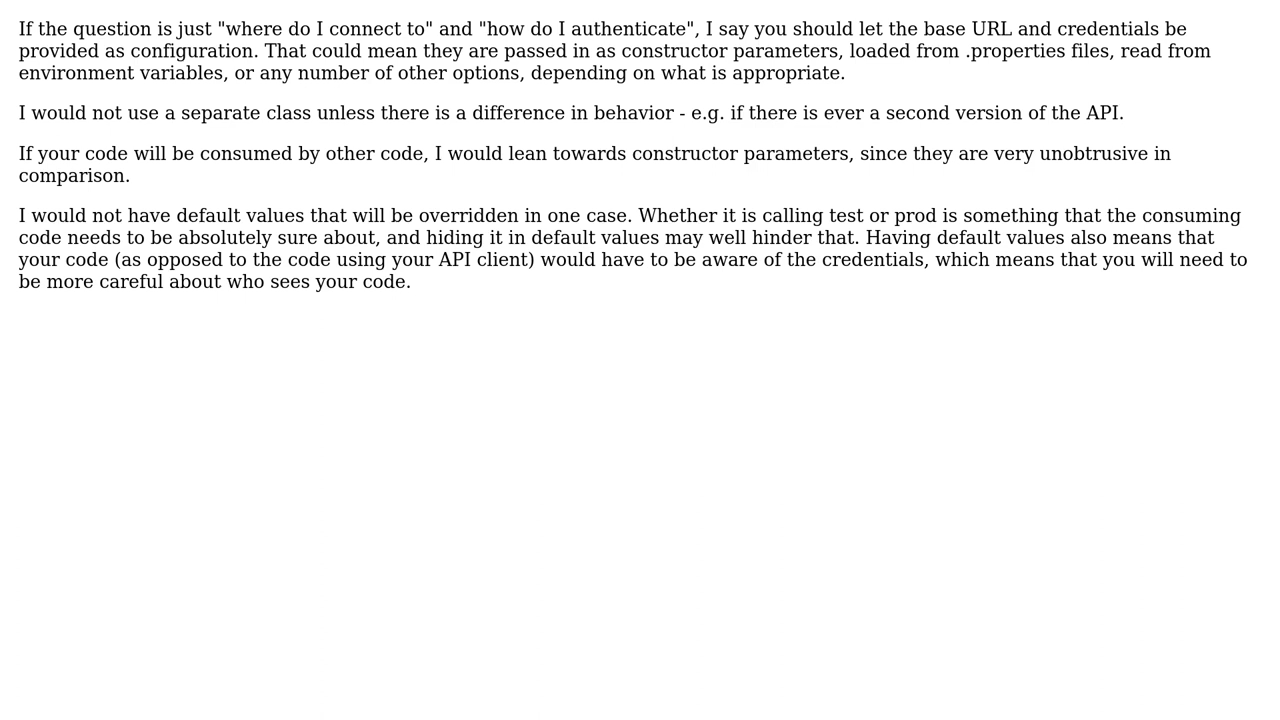 If the question is just "where do I connect to" and "how do I authenticate", I say you should let the base URL and credentials be
provided as configuration. That could mean they are passed in as constructor parameters, loaded from .properties files, read from
environment variables, or any number of other options, depending on what is appropriate.
I would not use a separate class unless there is a difference in behavior - e.g. if there is ever a second version of the API.
If your code will be consumed by other code, I would lean towards constructor parameters, since they are very unobtrusive in
comparison.
I would not have default values that will be overridden in one case. Whether it is calling test or prod is something that the consuming
code needs to be absolutely sure about, and hiding it in default values may well hinder that. Having default values also means that
your code (as opposed to the code using your API client) would have to be aware of the credentials, which means that you will need to
be more careful about who sees your code.